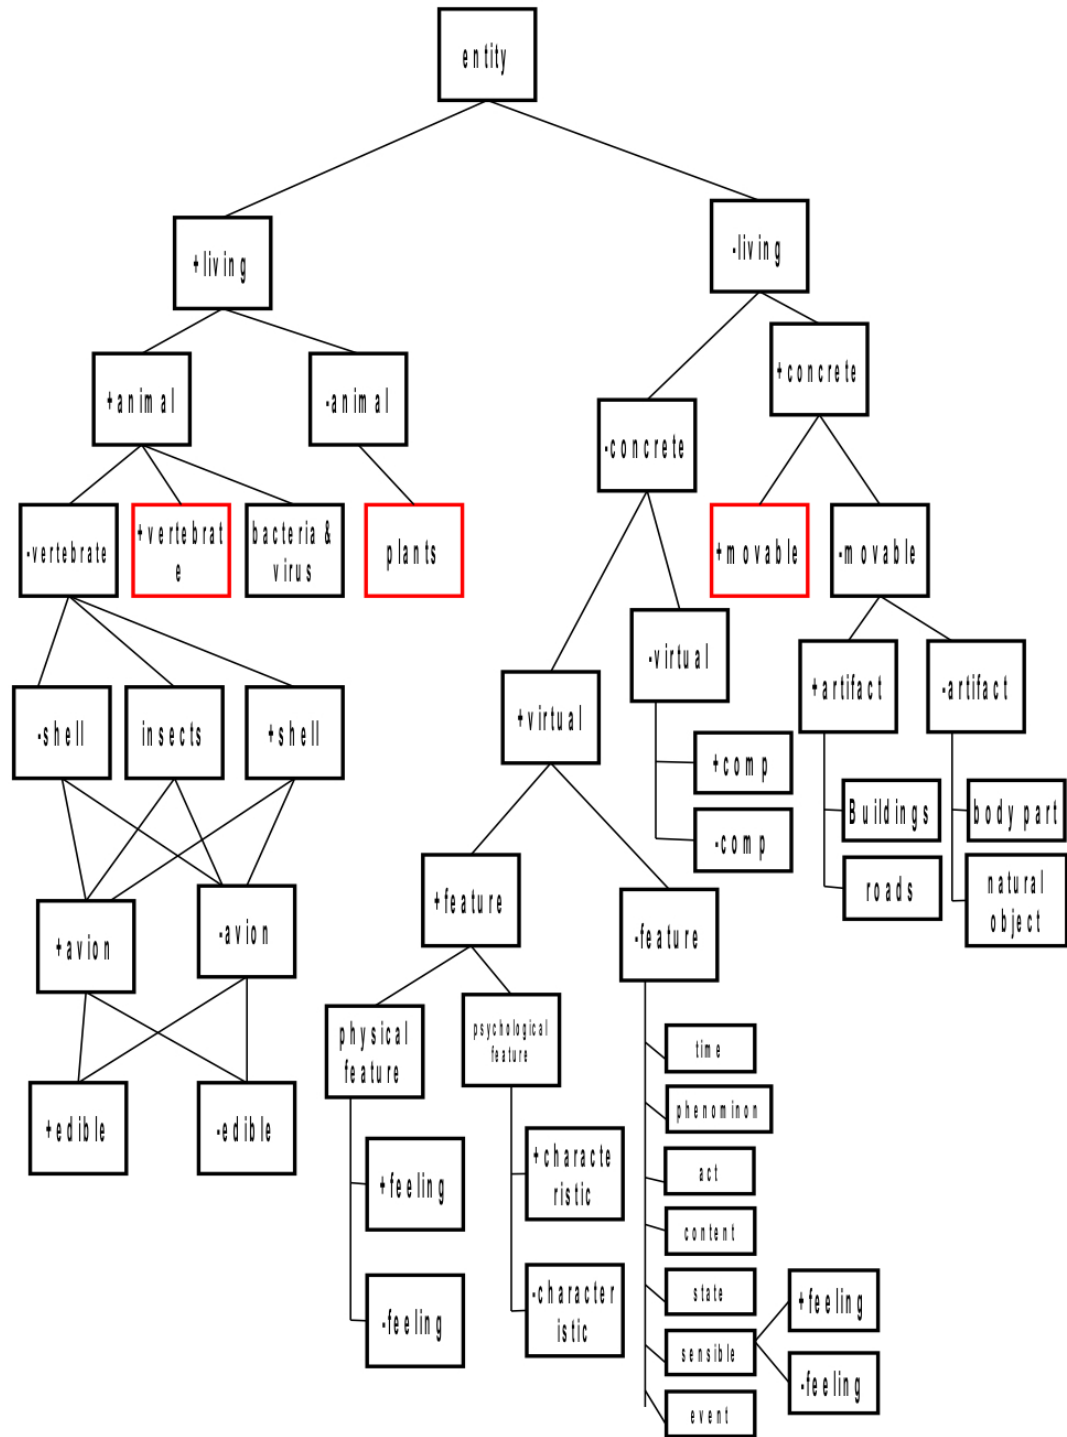 entity
+living
-living
+animal
-animal
+concrete
-concrete
-vertebrate
+vertebrat
e
bacteria &
virus
plants
+movable
-movable
-virtual
+virtual
+artifact
-artifact
-shell
insects
+shell
+comp
-comp
Buildings
roads
body part
natural
object
+avion
-avion
+feature
-feature
physical
feature
psychological
feature
+edible
-edible
+feeling
-feeling
+characte
ristic
-character
istic
time
phenominon
act
content
state
sensible
event
+feeling
-feeling